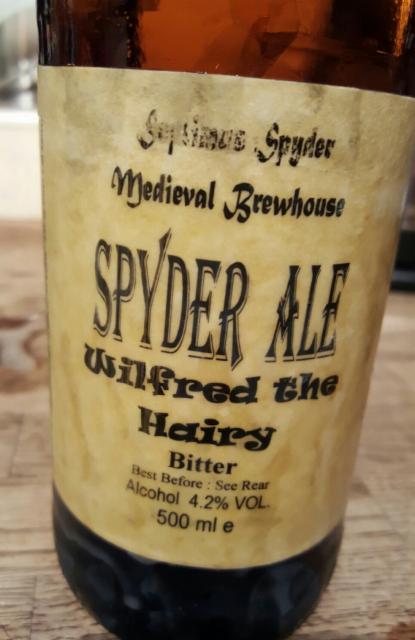 Septimus Spyder
Medieval Brewhouse
SPYDER ALE
Wilfred the
Hairy
Bitter
Best Before : See Rear
Alcohol 4.2% VOL.
500 ml e